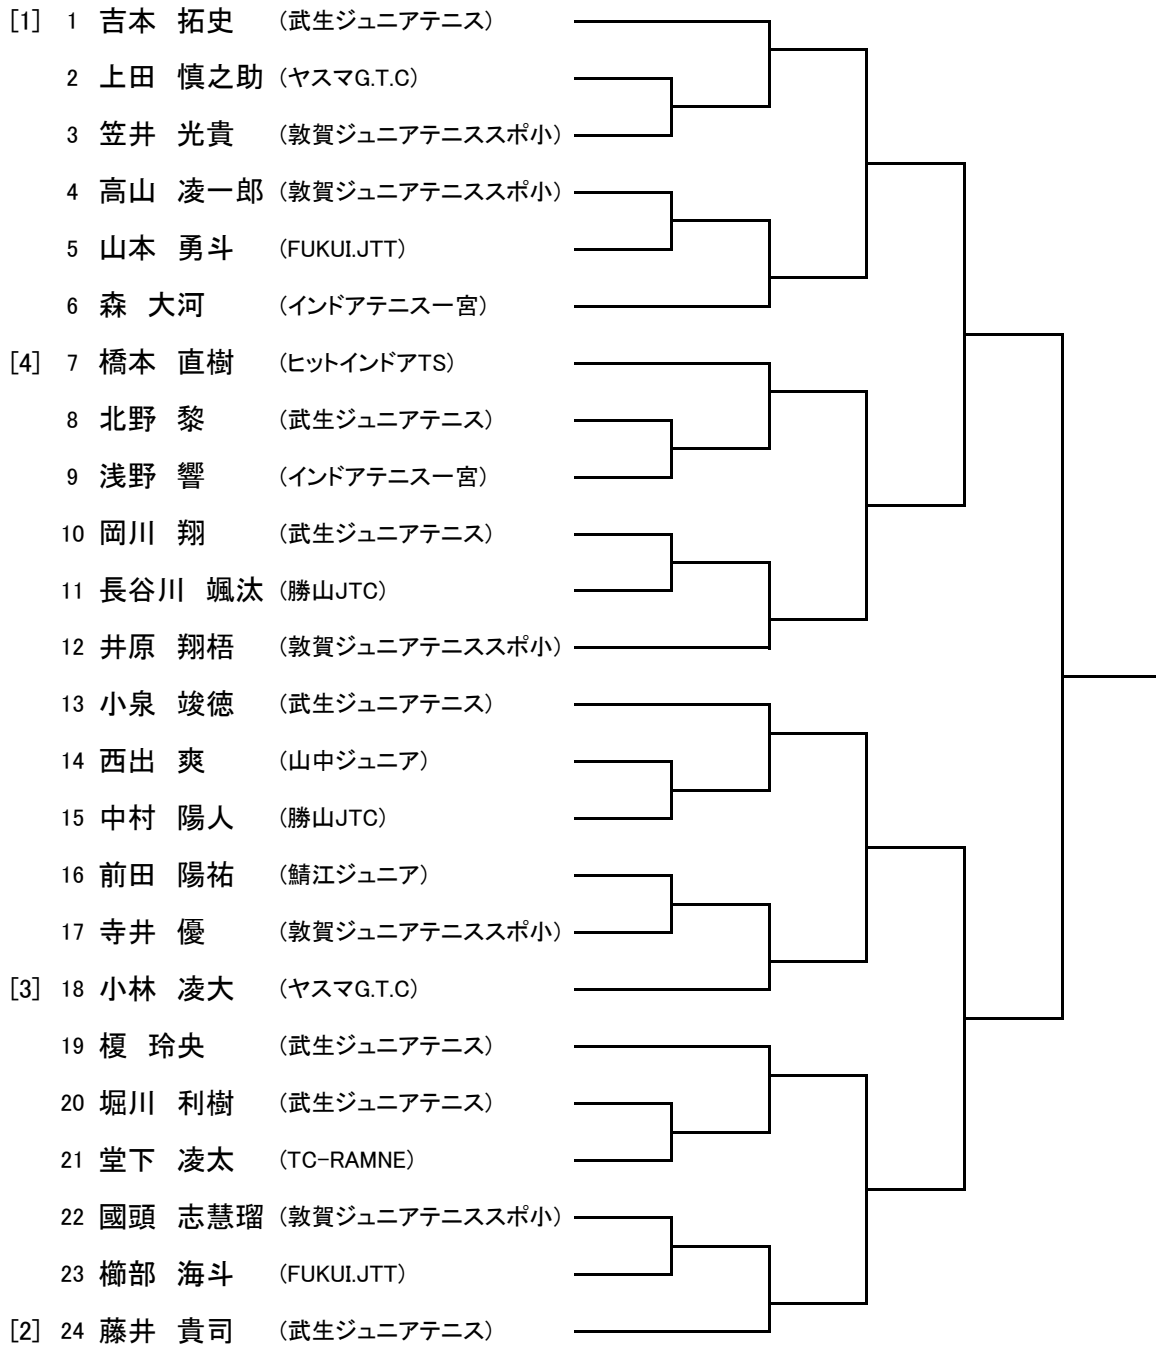 [1] 1 吉本 拓史 (武生ジュニアテニス)
2 上田 慎之助 (ヤスマG.T.C)
3 笠井 光貴 (敦賀ジュニアテニススポ小)
4 高山 凌一郎 (敦賀ジュニアテニススポ小)
5 山本 勇斗 (FUKUI.JTT)
6 森 大河 (インドアテニス一宮)
[4] 7 橋本 直樹 (ヒットインドアTS)
8 北野 黎 (武生ジュニアテニス)
9 浅野 響 (インドアテニス一宮)
10 岡川 翔 (武生ジュニアテニス)
11 長谷川 颯汰 (勝山JTC)
12 井原 翔梧 (敦賀ジュニアテニススポ小)
13 小泉 竣徳 (武生ジュニアテニス)
14 西出 爽 (山中ジュニア)
15 中村 陽人 (勝山JTC)
16 前田 陽祐 (鯖江ジュニア)
17 寺井 優 (敦賀ジュニアテニススポ小)
[3] 18 小林 凌大 (ヤスマG.T.C)
19 榎 玲央 (武生ジュニアテニス)
20 堀川 利樹 (武生ジュニアテニス)
21 堂下 凌太 (TC-RAMNE)
22 國頭 志慧瑠 (敦賀ジュニアテニススポ小)
23 櫛部 海斗 (FUKUI.JTT)
[2] 24 藤井 貴司 (武生ジュニアテニス)